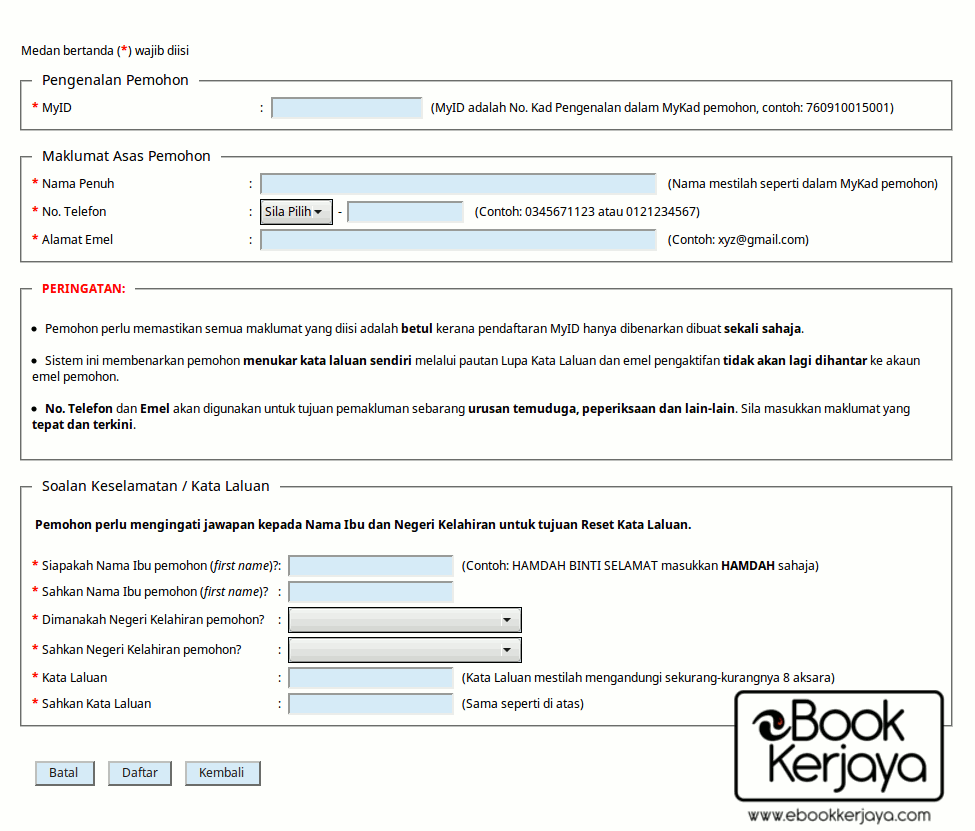 Medan bertanda (*) wajib diisi
Pengenalan Pemohon
* MyID : (MyID adalah No. Kad Pengenalan dalam MyKad pemohon, contoh: 760910015001)
Maklumat Asas Pemohon
* Nama Penuh : (Nama mestilah seperti dalam MyKad pemohon)
* No. Telefon : Sila Pilih - (Contoh: 0345671123 atau 0121234567)
* Alamat Emel : (Contoh: xyz@gmail.com)
PERINGATAN:
• Pemohon perlu memastikan semua maklumat yang diisi adalah betul kerana pendaftaran MyID hanya dibenarkan dibuat sekali sahaja.
• Sistem ini membenarkan pemohon menukar kata laluan sendiri melalui pautan Lupa Kata Laluan dan emel pengaktifan tidak akan lagi dihantar ke akaun
emel pemohon.
• No. Telefon dan Emel akan digunakan untuk tujuan pemakluman sebarang urusan temuduga, peperiksaan dan lain-lain. Sila masukkan maklumat yang
tepat dan terkini.
Soalan Keselamatan / Kata Laluan
Pemohon perlu mengingati jawapan kepada Nama Ibu dan Negeri Kelahiran untuk tujuan Reset Kata Laluan.
* Siapakah Nama Ibu pemohon (first name)?: (Contoh: HAMDAH BINTI SELAMAT masukkan HAMDAH sahaja)
* Sahkan Nama Ibu pemohon (first name)? :
* Dimanakah Negeri Kelahiran pemohon? :
* Sahkan Negeri Kelahiran pemohon? :
* Kata Laluan : (Kata Laluan mestilah mengandungi sekurang-kurangnya 8 aksara)
* Sahkan Kata Laluan : (Sama seperti di atas)
Batal Daftar Kembali
eBook
Kerjaya
www.ebookkerjaya.com